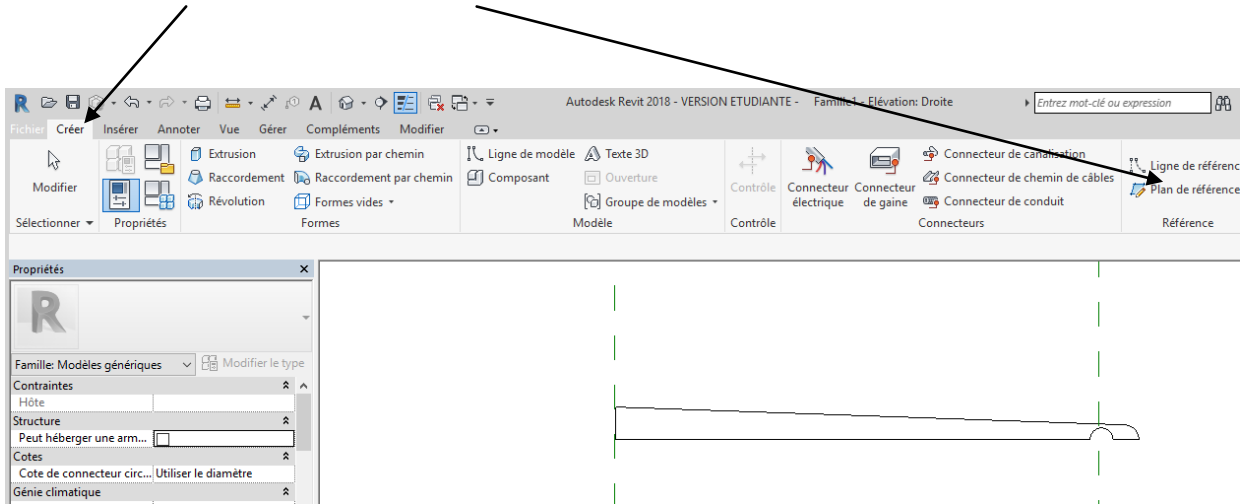 Autodesk Revit 2018 - VERSION ETUDIANTE - Famille1 - Elévation: Droite Entrez mot-clé ou expression
Fichier Créer Insérer Annoter Vue Gérer Compléments Modifier
Modifier
Sélectionner
Propriétés
Extrusion Extrusion par chemin
Raccordement Raccordement par chemin
Révolution Formes vides
Formes
Ligne de modèle Texte 3D
Composant Ouverture
Groupe de modèles
Modèle
Contrôle
Contrôle
Connecteur électrique
Connecteur de gaine
Connecteur de canalisation
Connecteur de chemin de câbles
Connecteur de conduit
Connecteurs
Ligne de référenc
Plan de référence
Référence
Propriétés
R
Famille: Modèles génériques Modifier le type
Contraintes
Hôte
Structure
Peut héberger une arm...
Cotes
Cote de connecteur circ... Utiliser le diamètre
Génie climatique